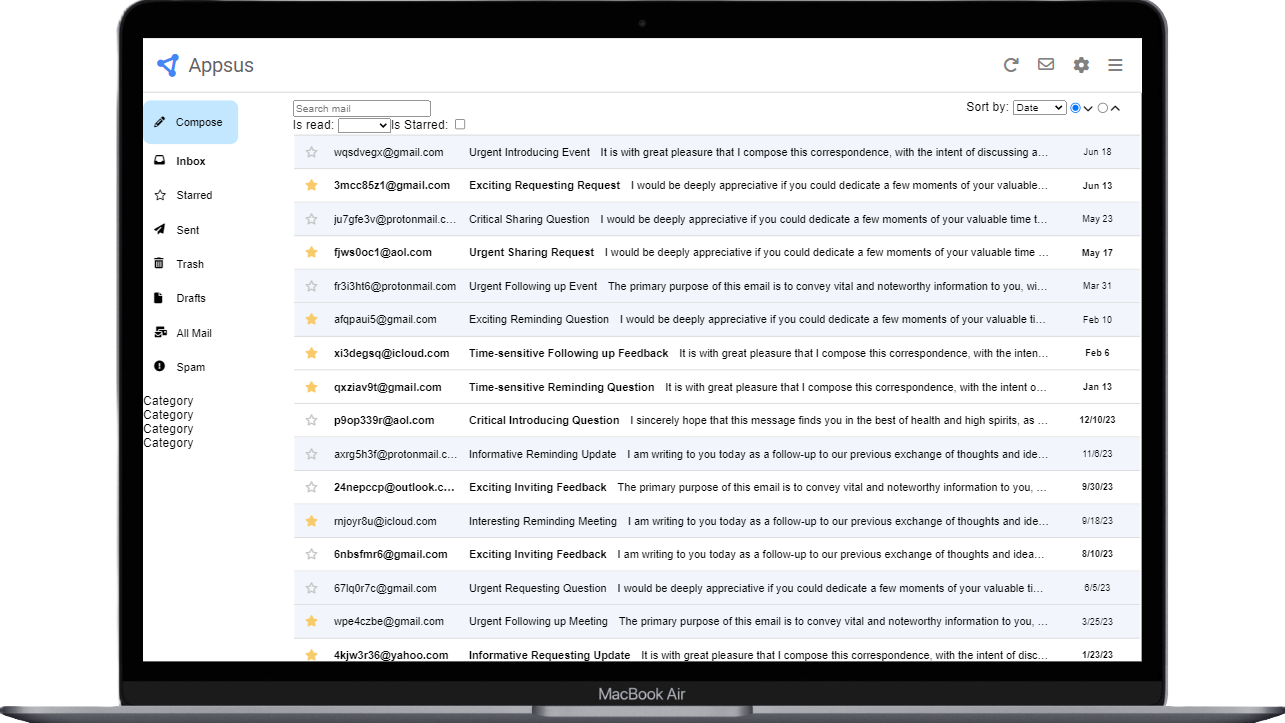 Appsus
Compose
Inbox
Starred
Sent
Trash
Drafts
All Mail
Spam
Category
Category
Category
Category
Search mail
Sort by: Date
Is read: Is Starred:
wqsdvegx@gmail.com Urgent Introducing Event It is with great pleasure that I compose this correspondence, with the intent of discussing a… Jun 18
3mcc85z1@gmail.com Exciting Requesting Request I would be deeply appreciative if you could dedicate a few moments of your valuable… Jun 13
ju7gfe3v@protonmail.c… Critical Sharing Question I would be deeply appreciative if you could dedicate a few moments of your valuable time t… May 23
fjws0oc1@aol.com Urgent Sharing Request I would be deeply appreciative if you could dedicate a few moments of your valuable time … May 17
fr3i3ht6@protonmail.com Urgent Following up Event The primary purpose of this email is to convey vital and noteworthy information to you, wi… Mar 31
afqpaui5@gmail.com Exciting Reminding Question I would be deeply appreciative if you could dedicate a few moments of your valuable ti… Feb 10
xi3degsq@icloud.com Time-sensitive Following up Feedback It is with great pleasure that I compose this correspondence, with the inten… Feb 6
qxziav9t@gmail.com Time-sensitive Reminding Question It is with great pleasure that I compose this correspondence, with the intent o… Jan 13
p9op339r@aol.com Critical Introducing Question I sincerely hope that this message finds you in the best of health and high spirits, as … 12/10/23
axrg5h3f@protonmail.c… Informative Reminding Update I am writing to you today as a follow-up to our previous exchange of thoughts and ide… 11/6/23
24nepccp@outlook.c… Exciting Inviting Feedback The primary purpose of this email is to convey vital and noteworthy information to you, … 9/30/23
rnjoyr8u@icloud.com Interesting Reminding Meeting I am writing to you today as a follow-up to our previous exchange of thoughts and ide… 9/18/23
6nbsfmr6@gmail.com Exciting Inviting Feedback I am writing to you today as a follow-up to our previous exchange of thoughts and idea… 8/10/23
67lq0r7c@gmail.com Urgent Requesting Question I would be deeply appreciative if you could dedicate a few moments of your valuable ti… 6/5/23
wpe4czbe@gmail.com Urgent Following up Meeting The primary purpose of this email is to convey vital and noteworthy information to you, … 3/25/23
4kjw3r36@yahoo.com Informative Requesting Update It is with great pleasure that I compose this correspondence, with the intent of disc… 1/23/23
MacBook Air